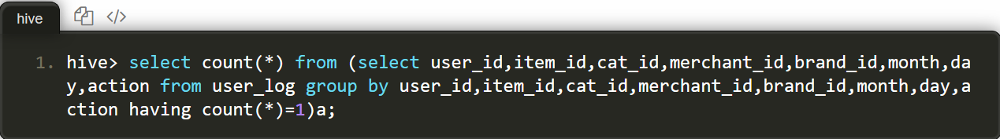 hive
</>
1. hive> select count(*) from (select user_id,item_id,cat_id,merchant_id,brand_id,month,da
y,action from user_log group by user_id,item_id,cat_id,merchant_id,brand_id,month,day,a
ction having count(*)=1)a;